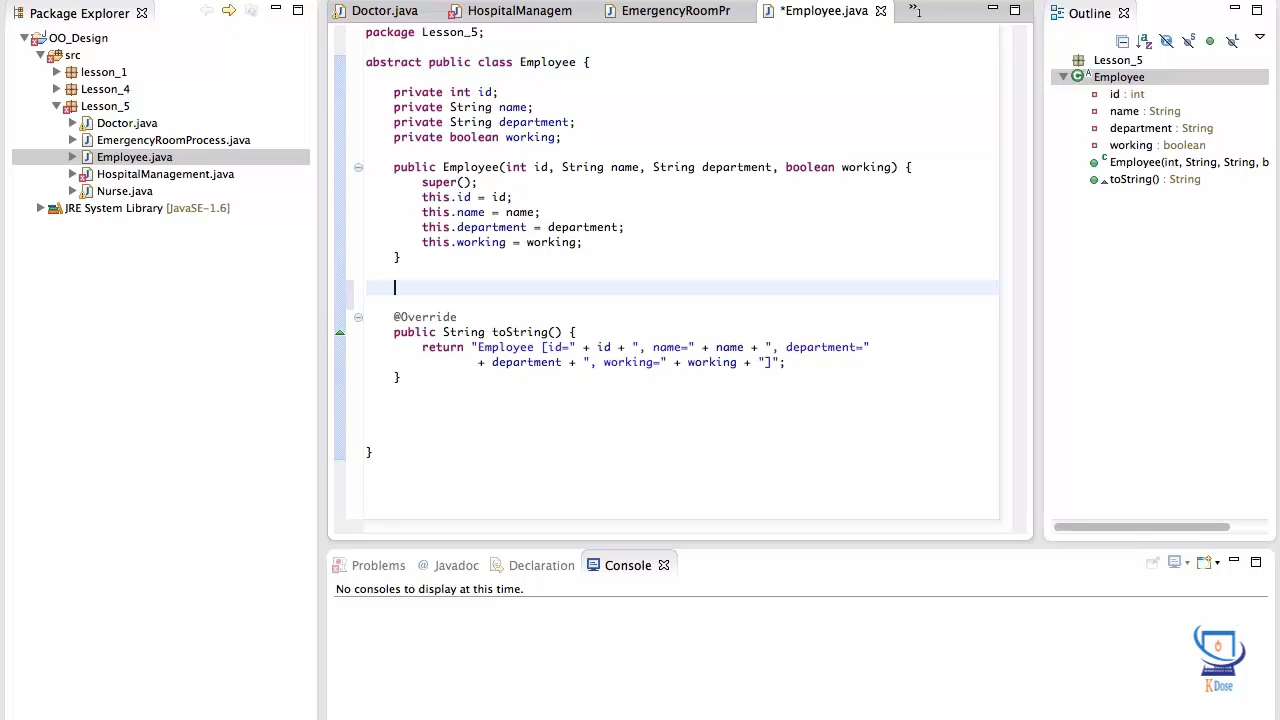 Package Explorer
OO_Design
src
lesson_1
Lesson_4
Lesson_5
Doctor.java
EmergencyRoomProcess.java
Employee.java
HospitalManagement.java
Nurse.java
JRE System Library [JavaSE-1.6]
Doctor.java HospitalManagem EmergencyRoomPr *Employee.java »1
package Lesson_5;
abstract public class Employee {
private int id;
private String name;
private String department;
private boolean working;
public Employee(int id, String name, String department, boolean working) {
super();
this.id = id;
this.name = name;
this.department = department;
this.working = working;
}
@Override
public String toString() {
return "Employee [id=" + id + ", name=" + name + ", department="
+ department + ", working=" + working + "]";
}
}
Outline
Lesson_5
Employee
id : int
name : String
department : String
working : boolean
Employee(int, String, String, b
toString() : String
Problems @ Javadoc Declaration Console
No consoles to display at this time.
KDose